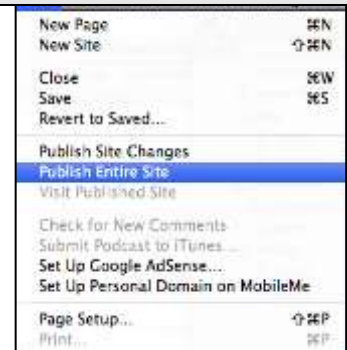 New Page ⌘N
New Site ⇧⌘N
Close ⌘W
Save ⌘S
Revert to Saved...
Publish Site Changes
Publish Entire Site
Visit Published Site
Check for New Comments
Submit Podcast to iTunes...
Set Up Google AdSense...
Set Up Personal Domain on MobileMe
Page Setup... ⇧⌘P
Print... ⌘P